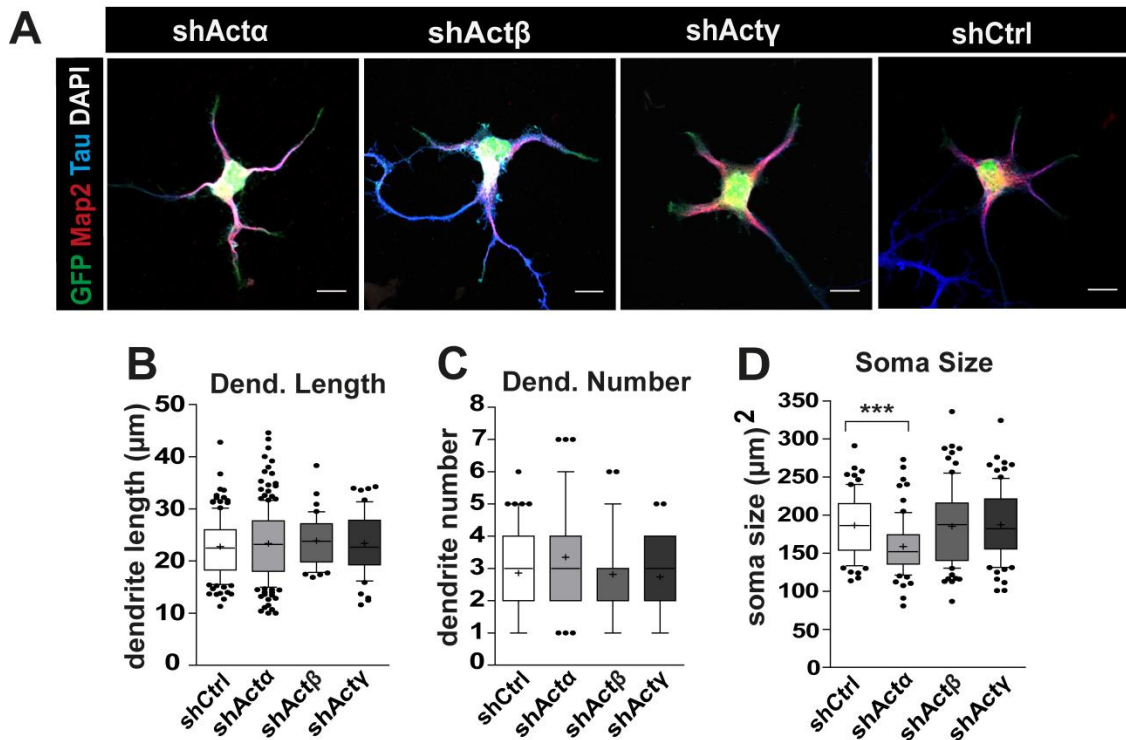 A
shActα shActβ shActγ shCtrl
GFP Map2 Tau DAPI
B Dend. Length
dendrite length (µm)
50
40
30
20
10
0
shCtrl shActα shActβ shActγ
C Dend. Number
dendrite number
8
7
6
5
4
3
2
1
0
shCtrl shActα shActβ shActγ
D Soma Size
soma size (µm)2
350
300
250
200
150
100
50
0
***
shCtrl shActα shActβ shActγ